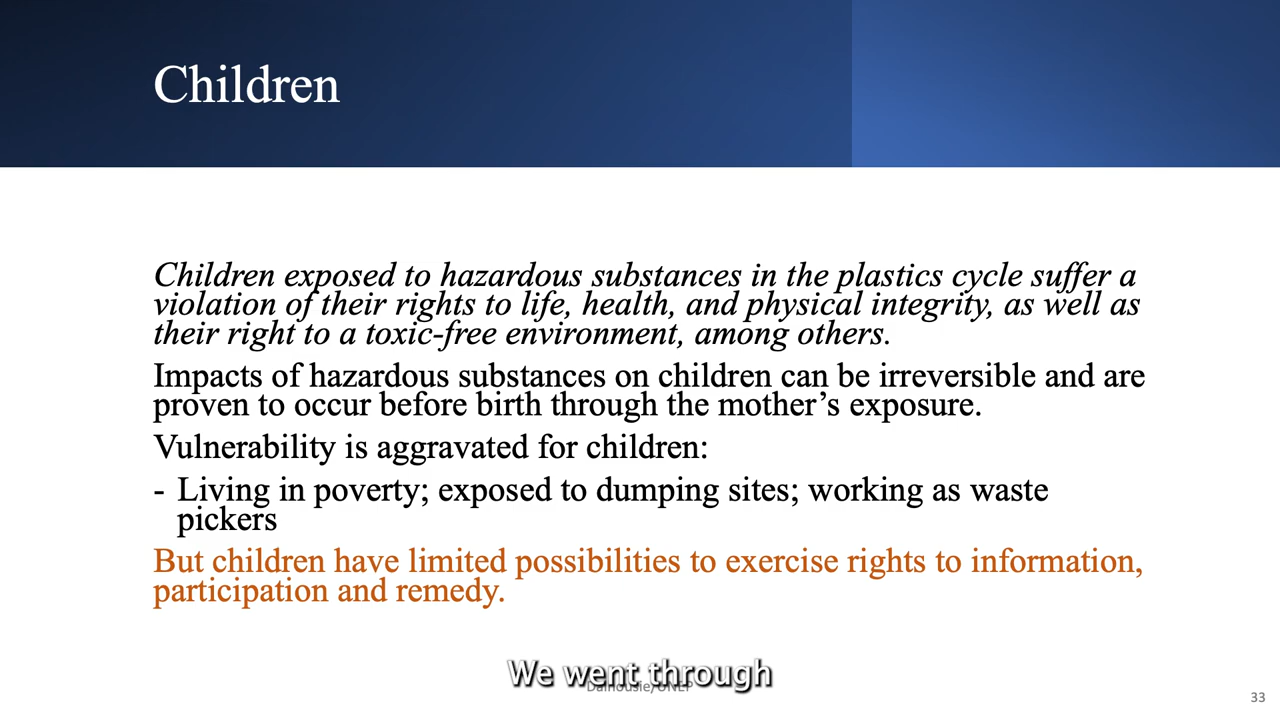 Children
Children exposed to hazardous substances in the plastics cycle suffer a
violation of their rights to life, health, and physical integrity, as well as
their right to a toxic-free environment, among others.
Impacts of hazardous substances on children can be irreversible and are
proven to occur before birth through the mother’s exposure.
Vulnerability is aggravated for children:
- Living in poverty; exposed to dumping sites; working as waste
pickers
But children have limited possibilities to exercise rights to information,
participation and remedy.
We went through
Dalhousie/UNEP
33